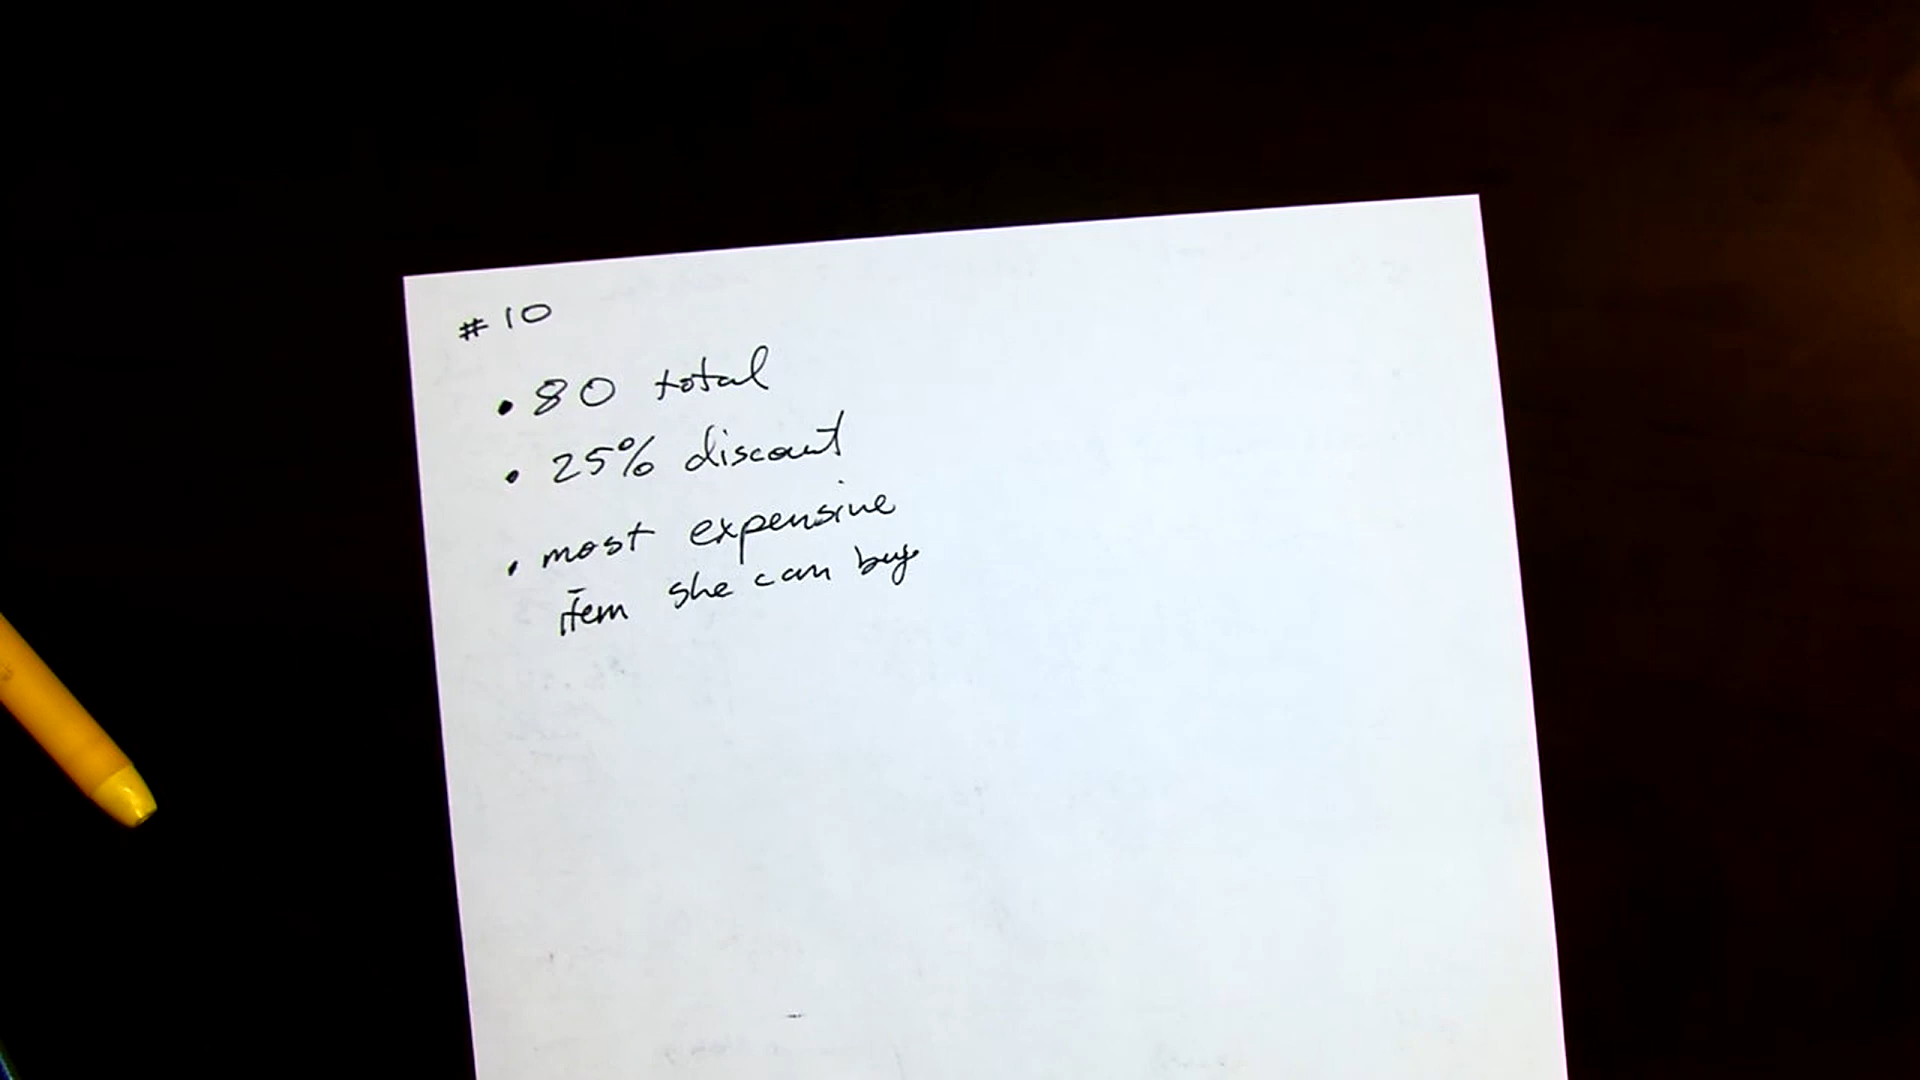 # 10
• 80 total
• 25% discount
• most expensive
item she can buy